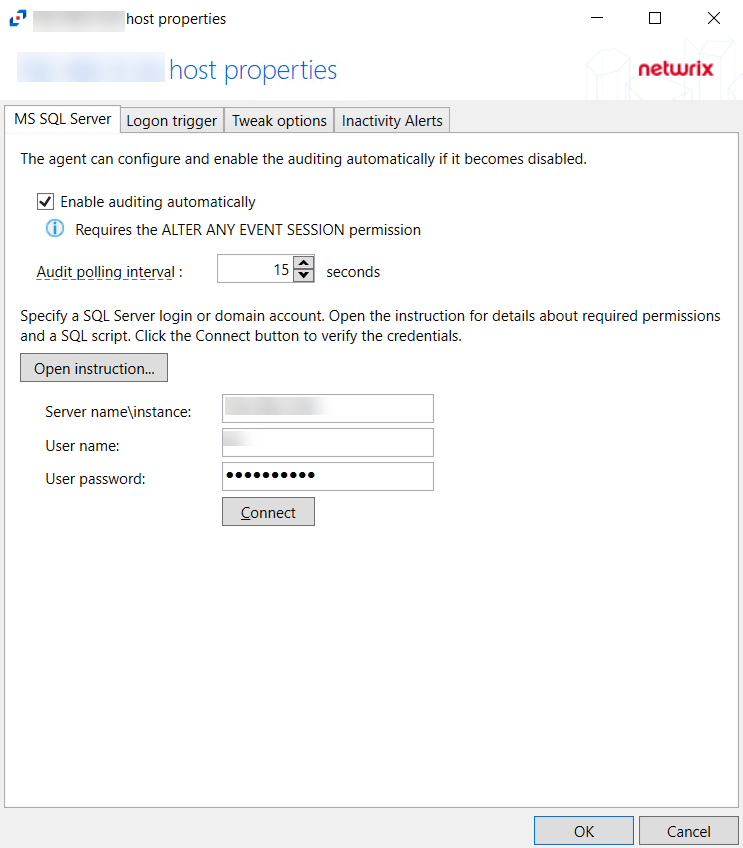 host properties
host properties
netwrix
MS SQL Server Logon trigger Tweak options Inactivity Alerts
The agent can configure and enable the auditing automatically if it becomes disabled.
Enable auditing automatically
Requires the ALTER ANY EVENT SESSION permission
Audit polling interval : 15 seconds
Specify a SQL Server login or domain account. Open the instruction for details about required permissions
and a SQL script. Click the Connect button to verify the credentials.
Open instruction...
Server name\instance:
User name:
User password: ●●●●●●●●●●
Connect
OK Cancel